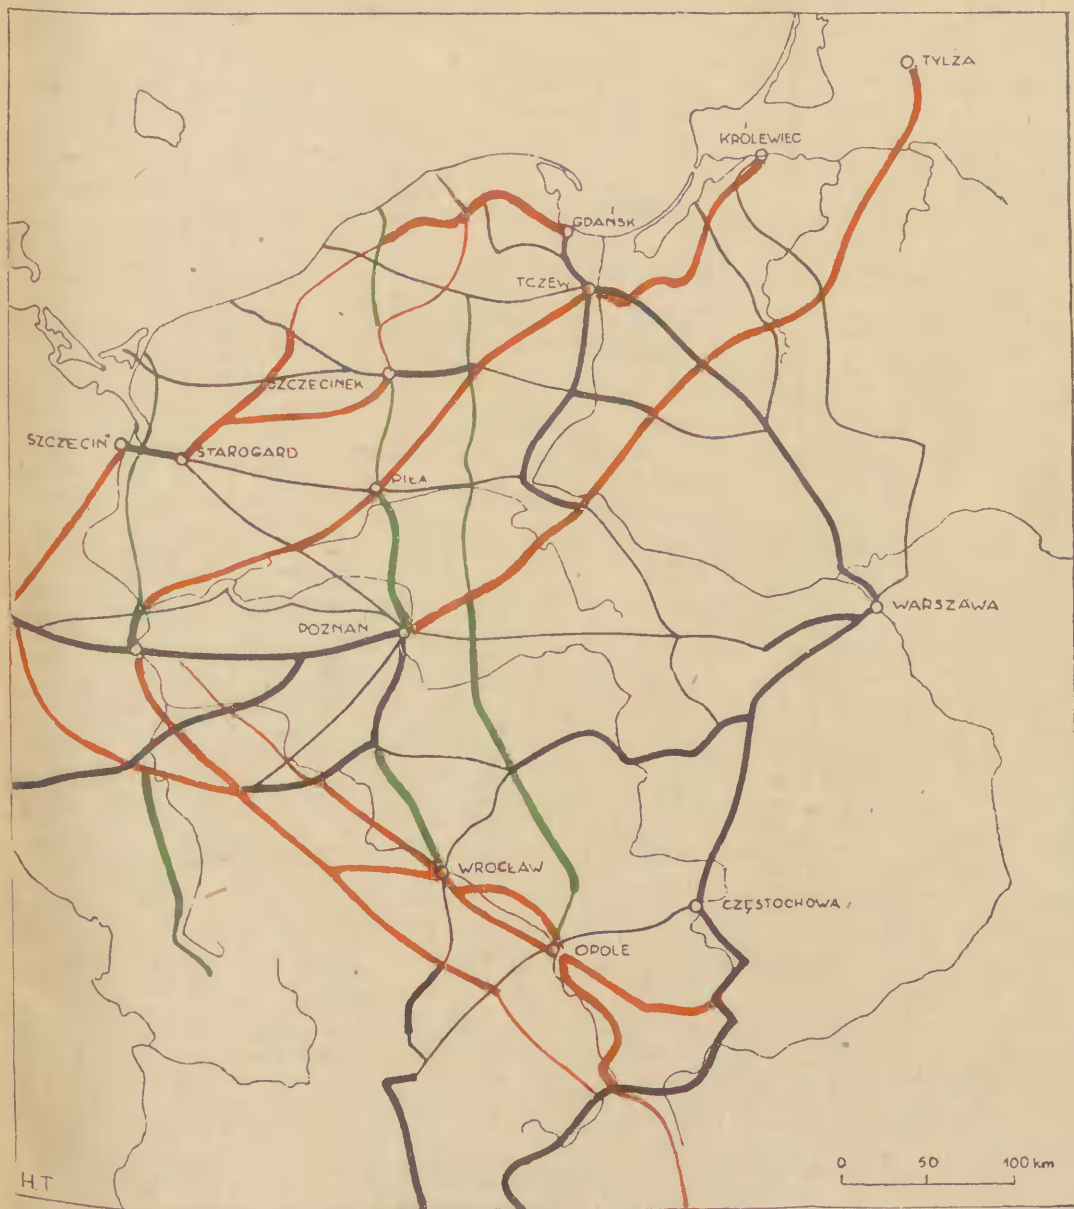 TYLŻA
KRÓLEWIEC
GDAŃSK
TCZEW
SZCZECINEK
SZCZECIN
STAROGARD
PIŁA
WARSZAWA
POZNAŃ
WROCŁAW
CZĘSTOCHOWA
OPOLE
0 50 100 km
H.T